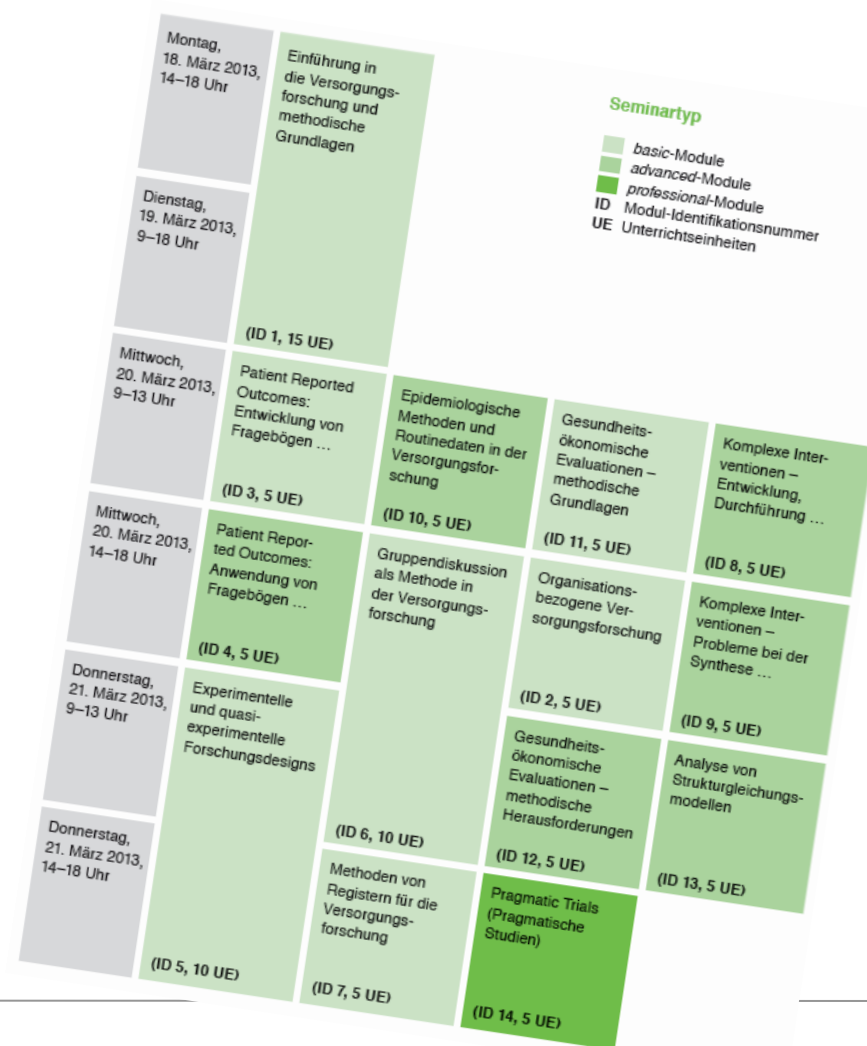 Montag,
18. März 2013,
14–18 Uhr
Einführung in
die Versorgungs-
forschung und
methodische
Grundlagen
(ID 1, 15 UE)
Seminartyp
basic-Module
advanced-Module
professional-Module
ID Modul-Identifikationsnummer
UE Unterrichtseinheiten
Dienstag,
19. März 2013,
9–18 Uhr
Mittwoch,
20. März 2013,
9–13 Uhr
Patient Reported
Outcomes:
Entwicklung von
Fragebögen ...
(ID 3, 5 UE)
Epidemiologische
Methoden und
Routinedaten in der
Versorgungsfor-
schung
(ID 10, 5 UE)
Gesundheits-
ökonomische
Evaluationen –
methodische
Grundlagen
(ID 11, 5 UE)
Komplexe Inter-
ventionen –
Entwicklung,
Durchführung ...
(ID 8, 5 UE)
Mittwoch,
20. März 2013,
14–18 Uhr
Patient Repor-
ted Outcomes:
Anwendung von
Fragebögen ...
(ID 4, 5 UE)
Gruppendiskussion
als Methode in
der Versorgungs-
forschung
(ID 6, 10 UE)
Organisations-
bezogene Ver-
sorgungsforschung
(ID 2, 5 UE)
Komplexe Inter-
ventionen –
Probleme bei der
Synthese ...
(ID 9, 5 UE)
Donnerstag,
21. März 2013,
9–13 Uhr
Experimentelle
und quasi-
experimentelle
Forschungsdesigns
(ID 5, 10 UE)
Gesundheits-
ökonomische
Evaluationen –
methodische
Herausforderungen
(ID 12, 5 UE)
Analyse von
Strukturgleichungs-
modellen
(ID 13, 5 UE)
Donnerstag,
21. März 2013,
14–18 Uhr
Methoden von
Registern für die
Versorgungs-
forschung
(ID 7, 5 UE)
Pragmatic Trials
(Pragmatische
Studien)
(ID 14, 5 UE)